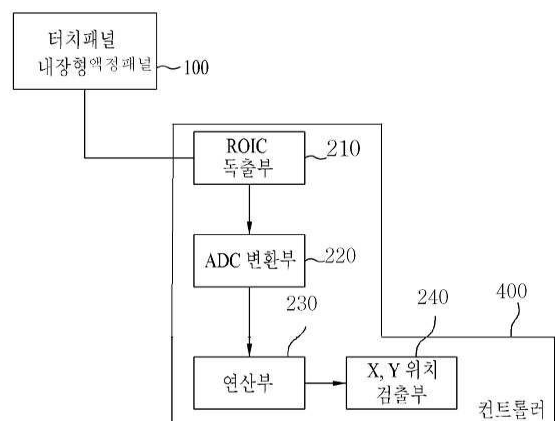 터치패널
내장형액정패널
100
ROIC
독출부
210
ADC 변환부
220
230
240
400
연산부
X, Y 위치
검출부
컨트롤러